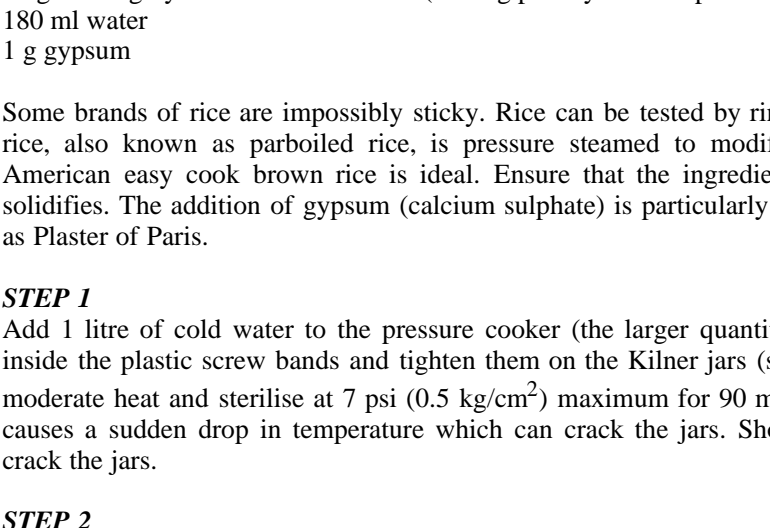 180 ml water
1 g gypsum
Some brands of rice are impossibly sticky. Rice can be tested by
rice, also known as parboiled rice, is pressure steamed to
American easy cook brown rice is ideal. Ensure that the
solidifies. The addition of gypsum (calcium sulphate) is particularly
as Plaster of Paris.
STEP 1
Add 1 litre of cold water to the pressure cooker (the larger
inside the plastic screw bands and tighten them on the Kilner jars
moderate heat and sterilise at 7 psi (0.5 kg/cm²) maximum for 90
causes a sudden drop in temperature which can crack the jars.
crack the jars.
STEP 2